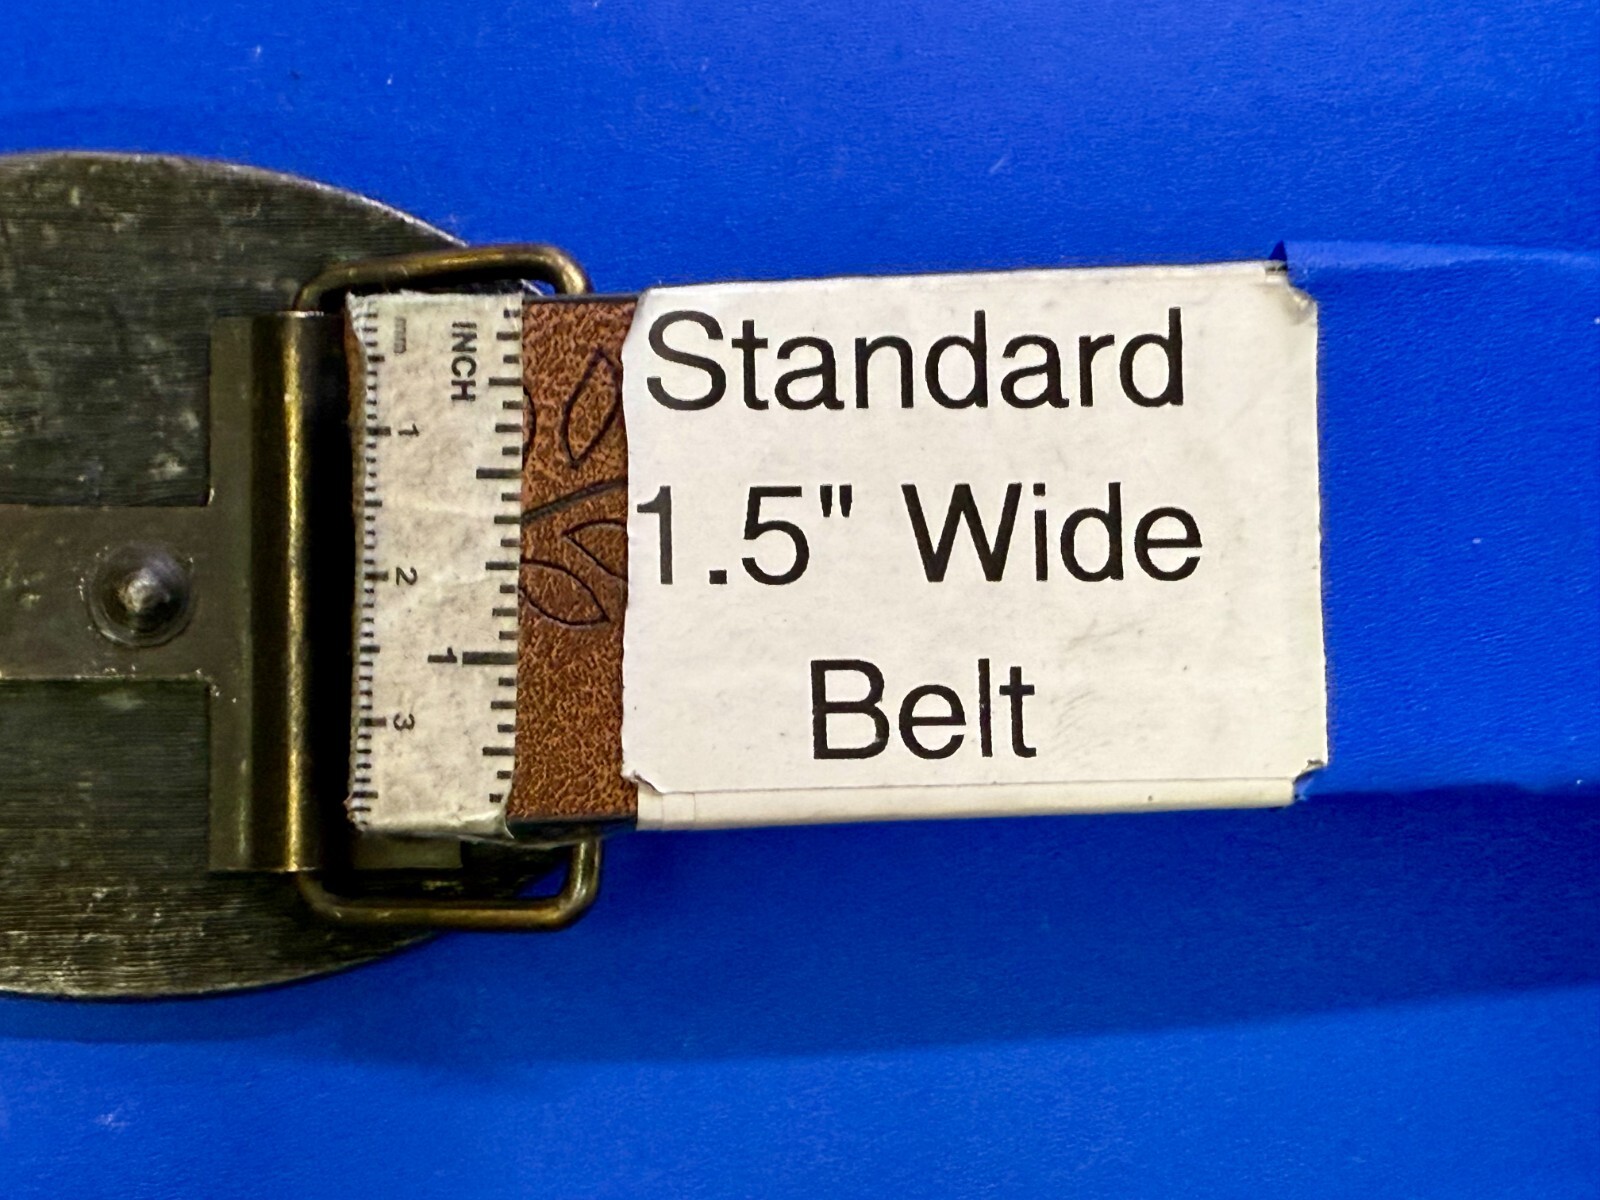 mm
INCH
1
2
1
3
Standard
1.5" Wide
Belt